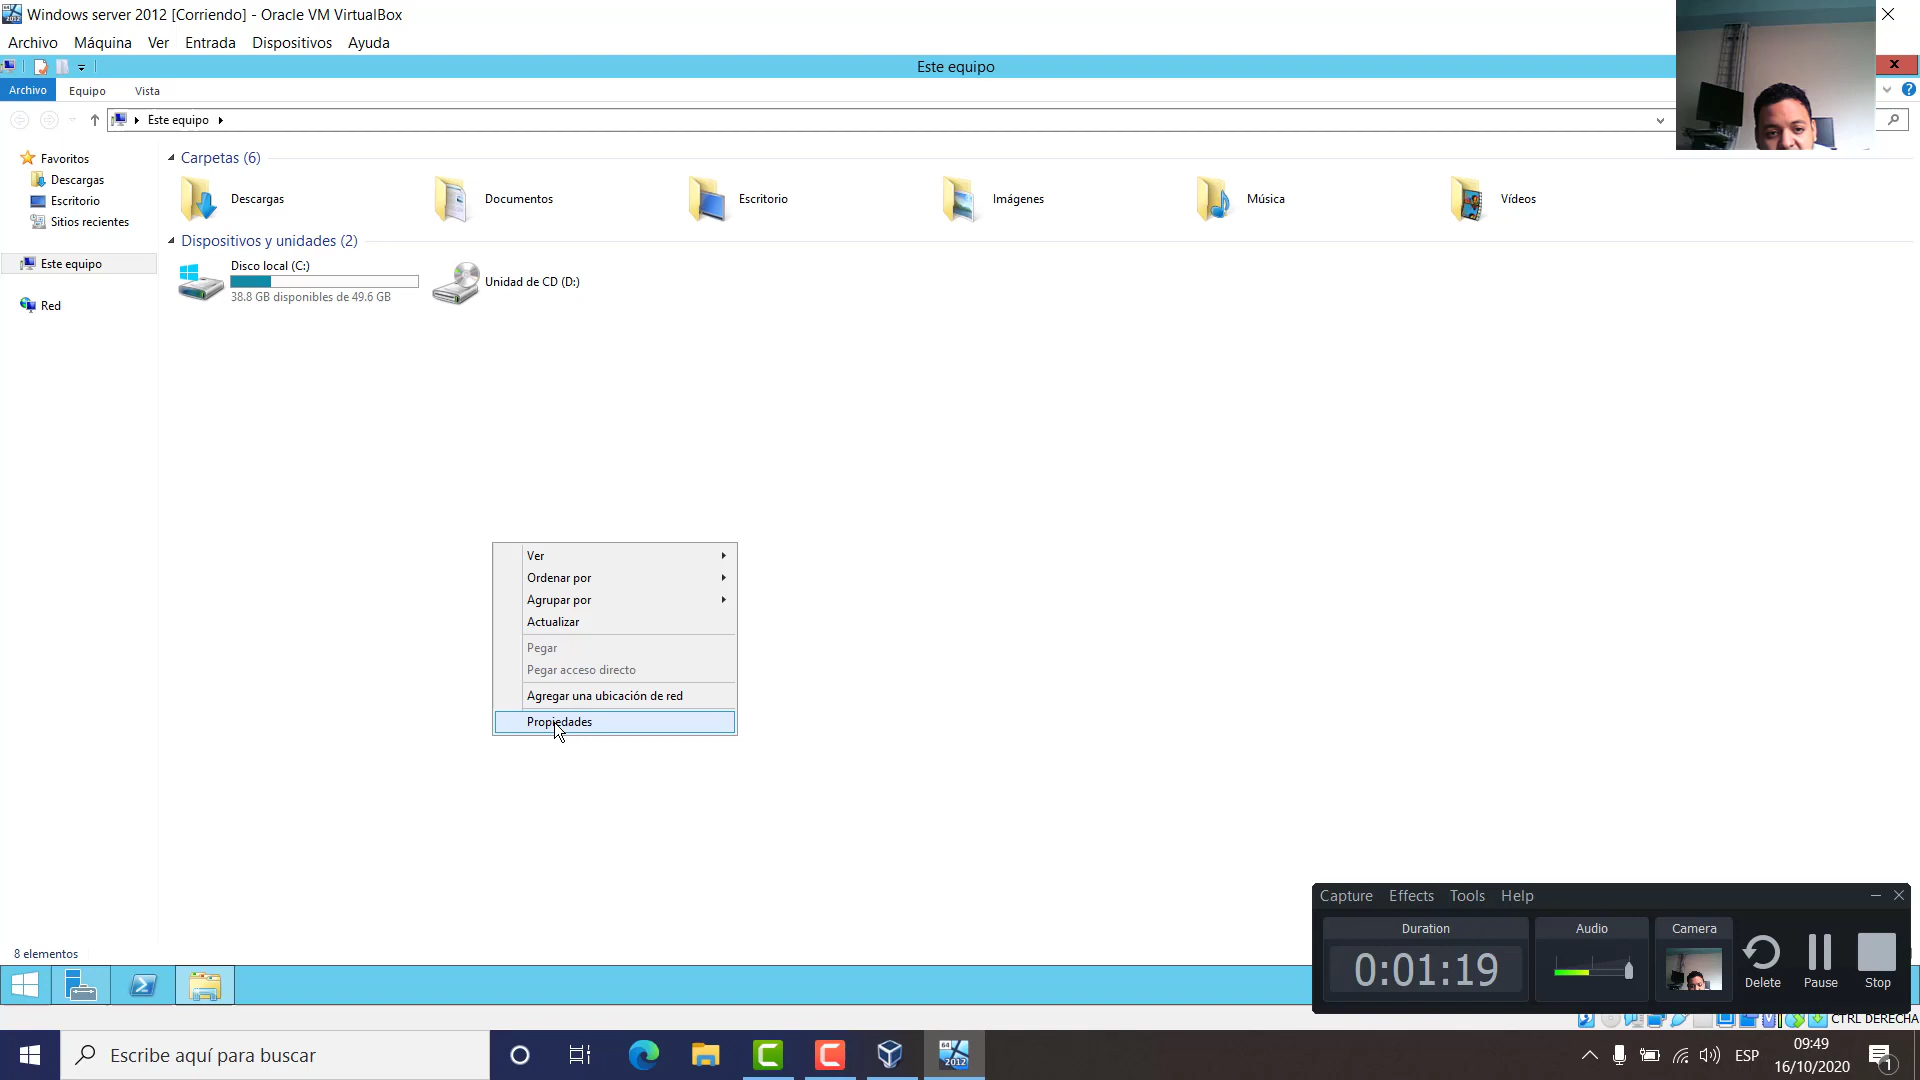 Windows server 2012 [Corriendo] - Oracle VM VirtualBox
Archivo Máquina Ver Entrada Dispositivos Ayuda
Este equipo
Archivo Equipo Vista
Este equipo
Favoritos
Descargas
Escritorio
Sitios recientes
Este equipo
Red
Carpetas (6)
Descargas Documentos Escritorio Imágenes Música Vídeos
Dispositivos y unidades (2)
Disco local (C:)
38.8 GB disponibles de 49.6 GB
Unidad de CD (D:)
Ver
Ordenar por
Agrupar por
Actualizar
Pegar
Pegar acceso directo
Agregar una ubicación de red
Propiedades
8 elementos
Capture Effects Tools Help
Duration Audio Camera
0:01:19
Delete Pause Stop
CTRL DERECHA
Escribe aquí para buscar
64
2012
ESP
09:49
16/10/2020
1